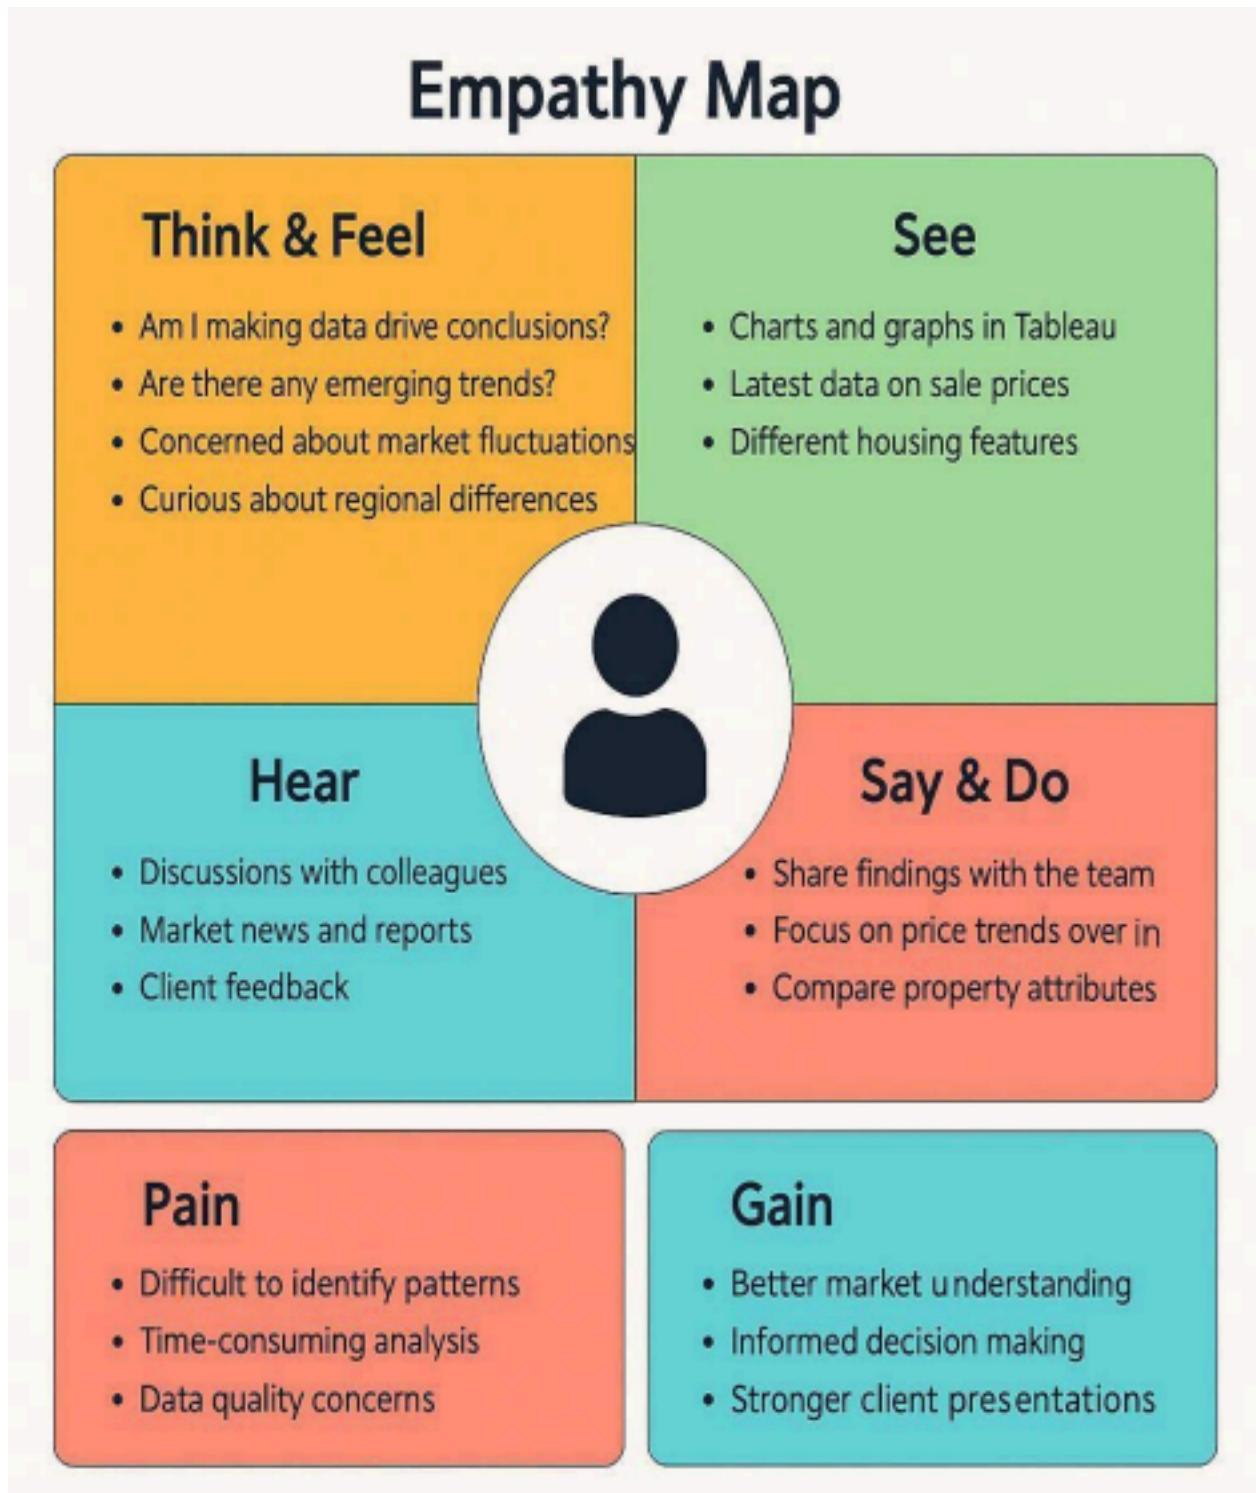 Empathy Map
Think & Feel
• Am I making data drive conclusions?
• Are there any emerging trends?
• Concerned about market fluctuations
• Curious about regional differences
See
• Charts and graphs in Tableau
• Latest data on sale prices
• Different housing features
Hear
• Discussions with colleagues
• Market news and reports
• Client feedback
Say & Do
• Share findings with the team
• Focus on price trends over in
• Compare property attributes
Pain
• Difficult to identify patterns
• Time-consuming analysis
• Data quality concerns
Gain
• Better market understanding
• Informed decision making
• Stronger client presentations